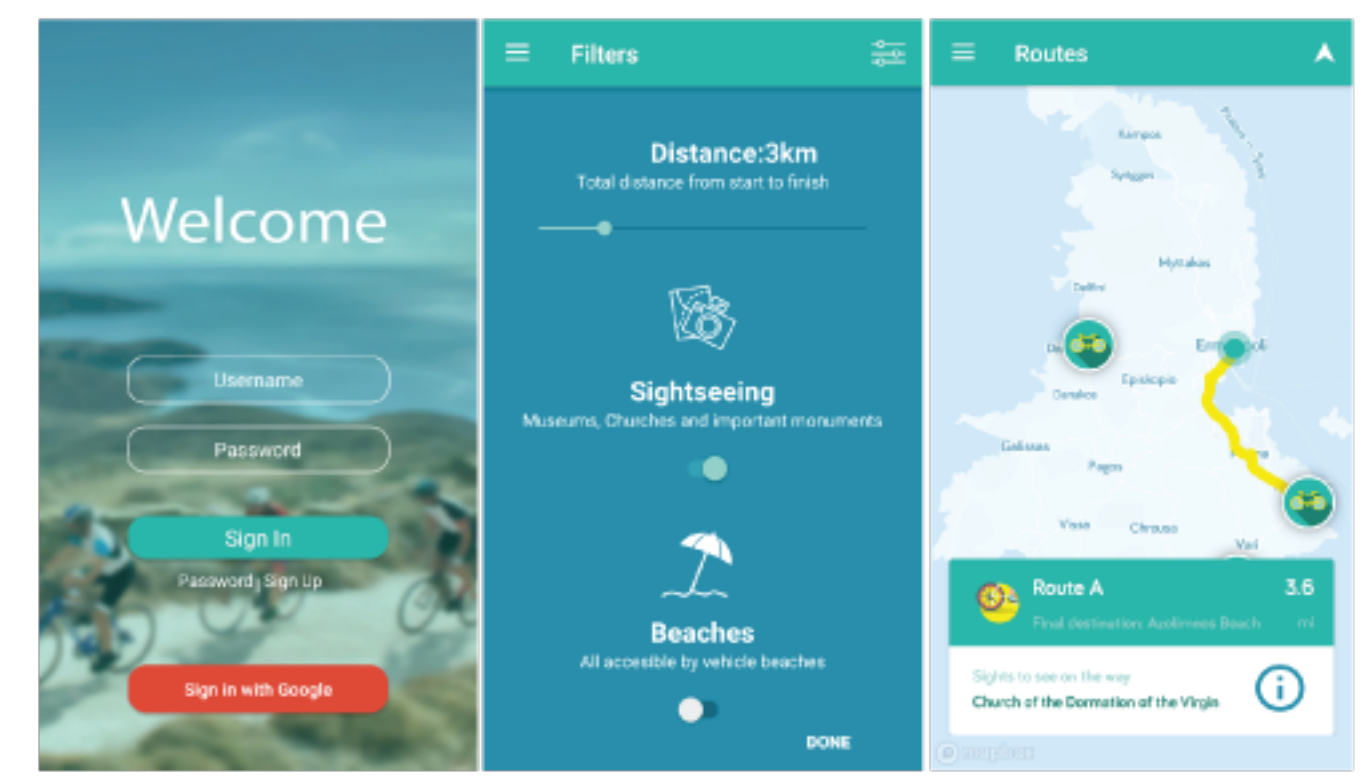 Welcome
Username
Password
Sign In
Password| Sign Up
Sign in with Google
Filters
Distance:3km
Total distance from start to finish
Sightseeing
Museums, Churches and important monuments
Beaches
All accesible by vehicle beaches
DONE
Routes
Kampos
Syriggas
Myttakas
Delfini
Episkopio
Danakos
Galissas
Pagos
Vissa
Chroussa
Vari
Route A
3.6
Final destination: Azolimnos Beach
mi
Sights to see on the way
Church of the Dormation of the Virgin
mapbox